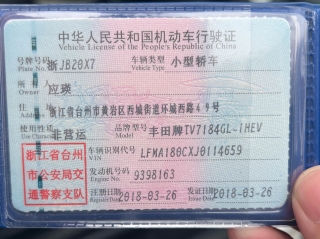 中华人民共和国机动车行驶证
Vehicle License of the People's Republic of China
号牌号码 浙JB20X7 车辆类型 小型轿车
Plate No. Vehicle Type
所有人 应瑛
Owner
住址 浙江省台州市黄岩区西城街道环城西路49号
使用性质 非营运 品牌型号 丰田牌TV7184GL-iHEV
Use Character Model
浙江省台州市公安局交通警察支队
车辆识别代号 LFMA180CXJ0114659
VIN
发动机号码 9398163
Engine No.
注册日期 2018-03-26 发证日期 2018-03-26
Register Date Issue Date